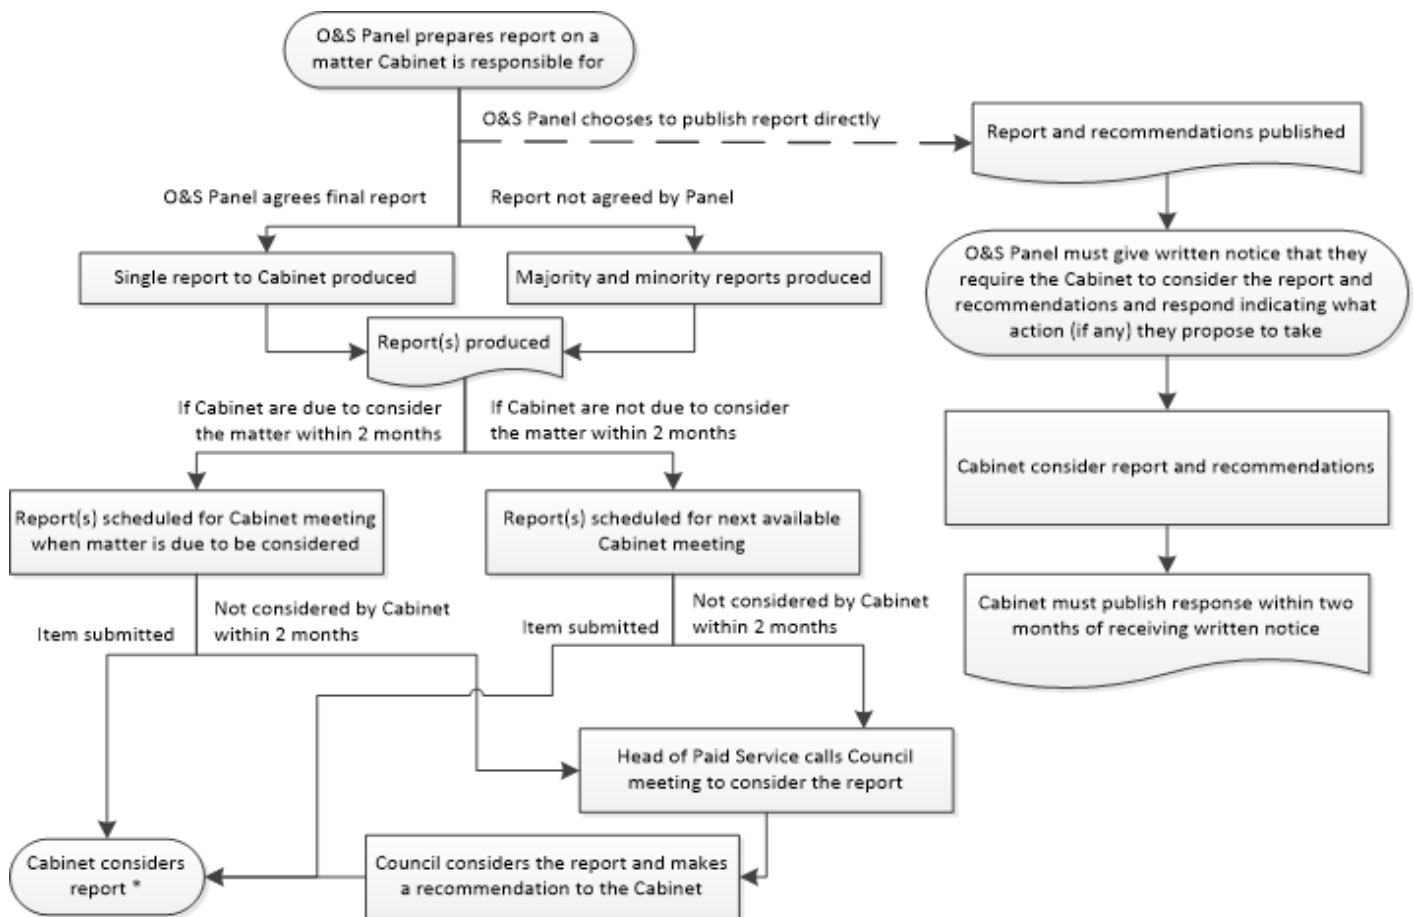 O&S Panel prepares report on a
matter Cabinet is responsible for
O&S Panel chooses to publish report directly
Report and recommendations published
O&S Panel agrees final report
Report not agreed by Panel
Single report to Cabinet produced
Majority and minority reports produced
O&S Panel must give written notice that they
require the Cabinet to consider the report and
recommendations and respond indicating what
action (if any) they propose to take
Report(s) produced
If Cabinet are due to consider
the matter within 2 months
If Cabinet are not due to consider
the matter within 2 months
Cabinet consider report and recommendations
Report(s) scheduled for Cabinet meeting
when matter is due to be considered
Report(s) scheduled for next available
Cabinet meeting
Item submitted
Not considered by Cabinet
within 2 months
Item submitted
Not considered by Cabinet
within 2 months
Cabinet must publish response within two
months of receiving written notice
Head of Paid Service calls Council
meeting to consider the report
Cabinet considers
report *
Council considers the report and makes
a recommendation to the Cabinet